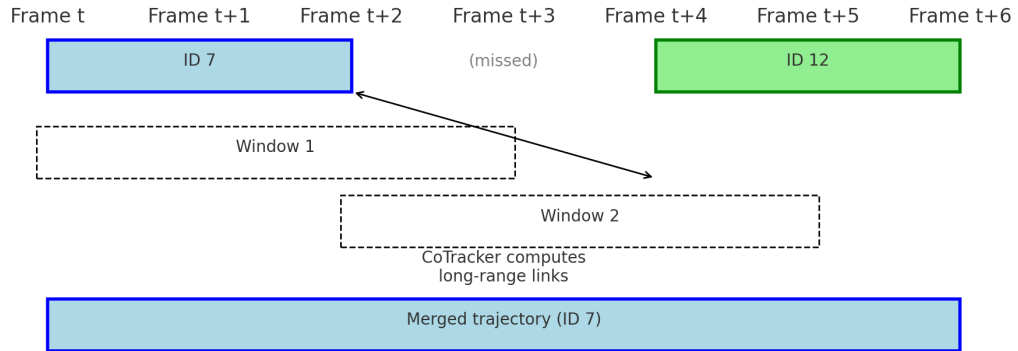 Frame t Frame t+1 Frame t+2 Frame t+3 Frame t+4 Frame t+5 Frame t+6
ID 7 (missed) ID 12
Window 1
Window 2
CoTracker computes
long-range links
Merged trajectory (ID 7)